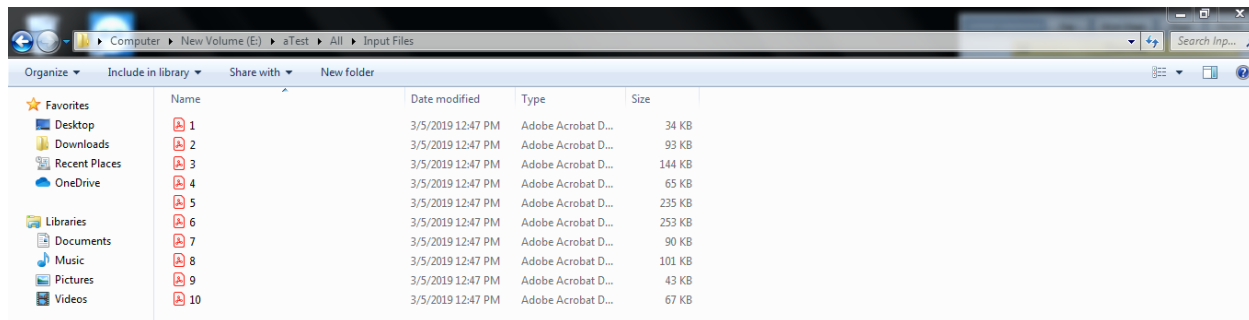 Computer ▸ New Volume (E:) ▸ aTest ▸ All ▸ Input Files Search Inp...
Organize ▾ Include in library ▾ Share with ▾ New folder
Favorites
Desktop
Downloads
Recent Places
OneDrive
Libraries
Documents
Music
Pictures
Videos
Name Date modified Type Size
1 3/5/2019 12:47 PM Adobe Acrobat D... 34 KB
2 3/5/2019 12:47 PM Adobe Acrobat D... 93 KB
3 3/5/2019 12:47 PM Adobe Acrobat D... 144 KB
4 3/5/2019 12:47 PM Adobe Acrobat D... 65 KB
5 3/5/2019 12:47 PM Adobe Acrobat D... 235 KB
6 3/5/2019 12:47 PM Adobe Acrobat D... 253 KB
7 3/5/2019 12:47 PM Adobe Acrobat D... 90 KB
8 3/5/2019 12:47 PM Adobe Acrobat D... 101 KB
9 3/5/2019 12:47 PM Adobe Acrobat D... 43 KB
10 3/5/2019 12:47 PM Adobe Acrobat D... 67 KB